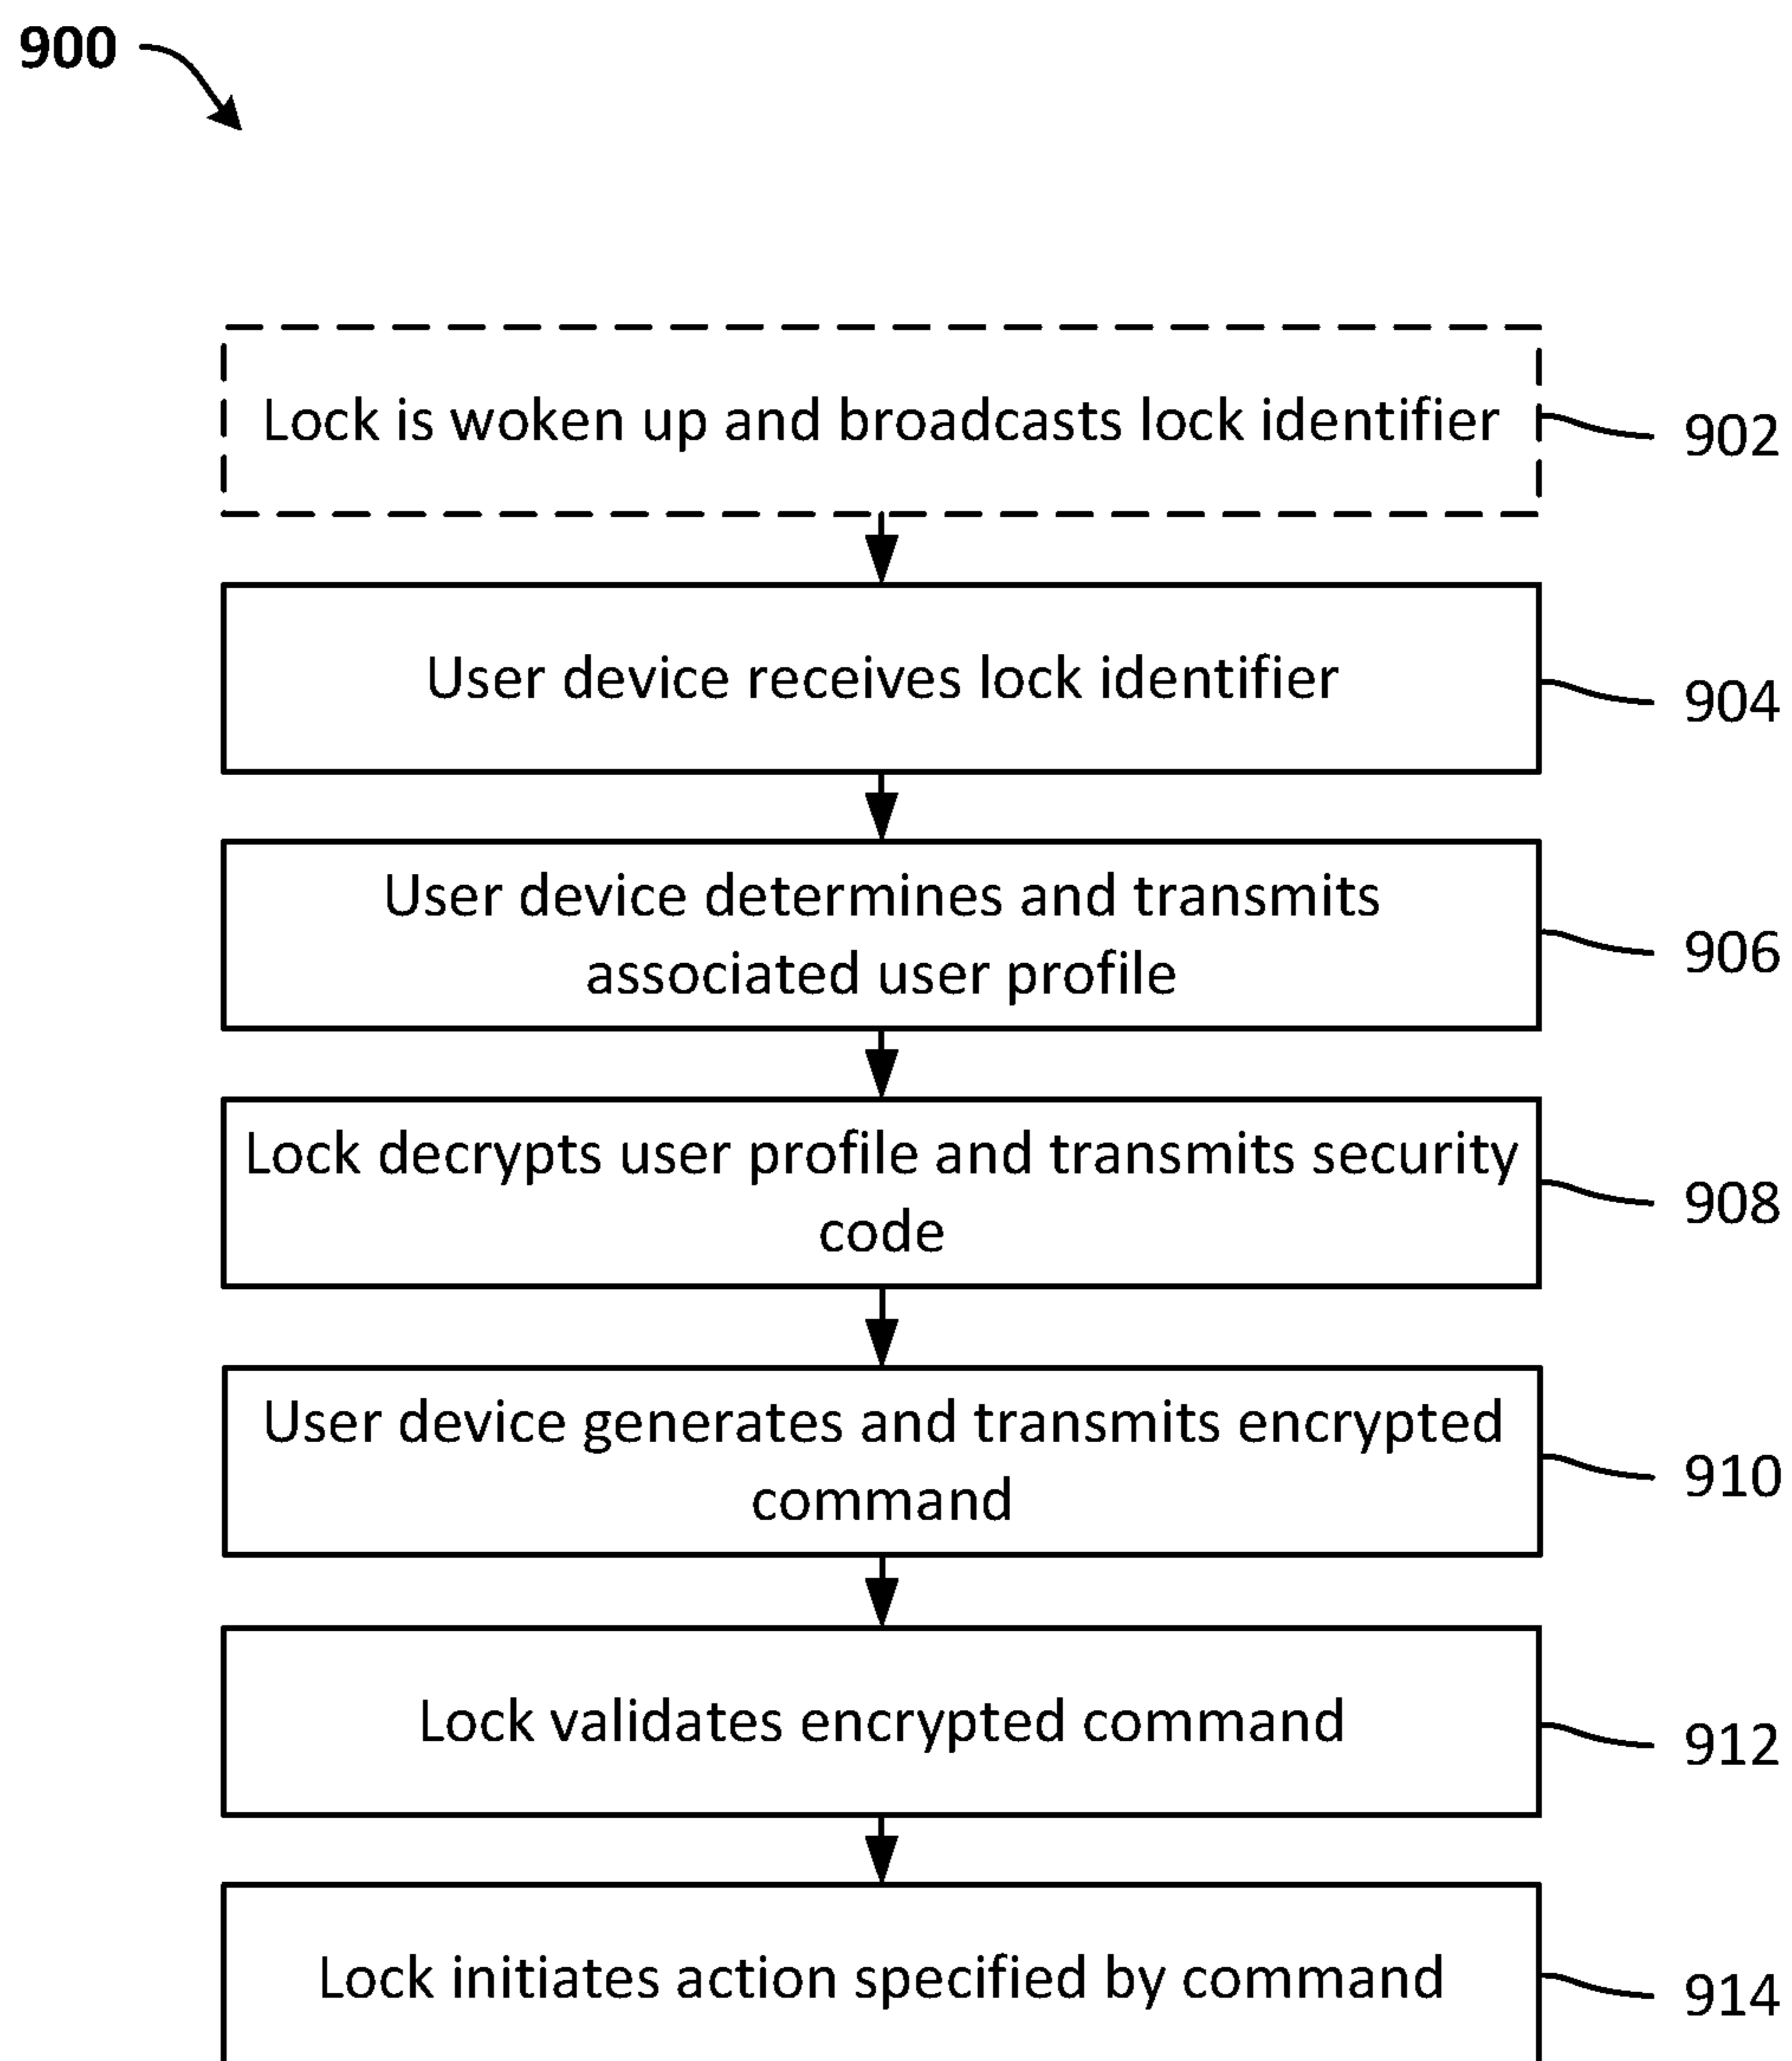 900
Lock is woken up and broadcasts lock identifier
902
User device receives lock identifier
904
User device determines and transmits
associated user profile
906
Lock decrypts user profile and transmits security
code
908
User device generates and transmits encrypted
command
910
Lock validates encrypted command
912
Lock initiates action specified by command
914